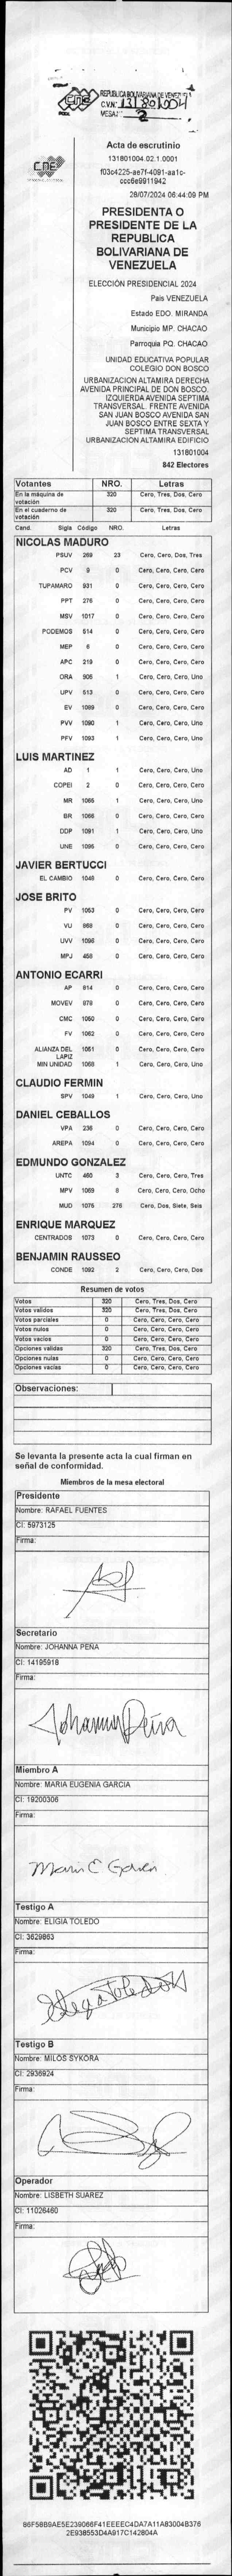 CNE REPUBLICA BOLIVARIANA DE VENEZUELA
C.V.N: 131801004
MESA: 2
CNE
Acta de escrutinio
131801004.02.1.0001
f03c4225-ae7f-4091-aa1c-
ccc6e9911942
28/07/2024 06:44:09 PM
PRESIDENTA O
PRESIDENTE DE LA
REPUBLICA
BOLIVARIANA DE
VENEZUELA
ELECCIÓN PRESIDENCIAL 2024
País VENEZUELA
Estado EDO. MIRANDA
Municipio MP. CHACAO
Parroquia PQ. CHACAO
UNIDAD EDUCATIVA POPULAR
COLEGIO DON BOSCO
URBANIZACION ALTAMIRA DERECHA
AVENIDA PRINCIPAL DE DON BOSCO.
IZQUIERDA AVENIDA SEPTIMA
TRANSVERSAL. FRENTE AVENIDA
SAN JUAN BOSCO AVENIDA SAN
JUAN BOSCO ENTRE SEXTA Y
SEPTIMA TRANSVERSAL
URBANIZACION ALTAMIRA EDIFICIO
131801004
842 Electores
Votantes NRO. Letras
En la máquina de votación 320 Cero, Tres, Dos, Cero
En el cuaderno de votación 320 Cero, Tres, Dos, Cero
Cand. Sigla Código NRO. Letras
NICOLAS MADURO
PSUV 269 23 Cero, Cero, Dos, Tres
PCV 9 0 Cero, Cero, Cero, Cero
TUPAMARO 931 0 Cero, Cero, Cero, Cero
PPT 276 0 Cero, Cero, Cero, Cero
MSV 1017 0 Cero, Cero, Cero, Cero
PODEMOS 514 0 Cero, Cero, Cero, Cero
MEP 6 0 Cero, Cero, Cero, Cero
APC 219 0 Cero, Cero, Cero, Cero
ORA 906 1 Cero, Cero, Cero, Uno
UPV 513 0 Cero, Cero, Cero, Cero
EV 1089 0 Cero, Cero, Cero, Cero
PVV 1090 1 Cero, Cero, Cero, Uno
PFV 1093 1 Cero, Cero, Cero, Uno
LUIS MARTINEZ
AD 1 1 Cero, Cero, Cero, Uno
COPEI 2 0 Cero, Cero, Cero, Cero
MR 1065 1 Cero, Cero, Cero, Uno
BR 1066 0 Cero, Cero, Cero, Cero
DDP 1091 1 Cero, Cero, Cero, Uno
UNE 1095 0 Cero, Cero, Cero, Cero
JAVIER BERTUCCI
EL CAMBIO 1048 0 Cero, Cero, Cero, Cero
JOSE BRITO
PV 1053 0 Cero, Cero, Cero, Cero
VU 868 0 Cero, Cero, Cero, Cero
UVV 1096 0 Cero, Cero, Cero, Cero
MPJ 458 0 Cero, Cero, Cero, Cero
ANTONIO ECARRI
AP 814 0 Cero, Cero, Cero, Cero
MOVEV 879 0 Cero, Cero, Cero, Cero
CMC 1050 0 Cero, Cero, Cero, Cero
FV 1062 0 Cero, Cero, Cero, Cero
ALIANZA DEL LAPIZ 1051 0 Cero, Cero, Cero, Cero
MIN UNIDAD 1068 1 Cero, Cero, Cero, Uno
CLAUDIO FERMIN
SPV 1049 1 Cero, Cero, Cero, Uno
DANIEL CEBALLOS
VPA 236 0 Cero, Cero, Cero, Cero
AREPA 1094 0 Cero, Cero, Cero, Cero
EDMUNDO GONZALEZ
UNTC 460 3 Cero, Cero, Cero, Tres
MPV 1069 8 Cero, Cero, Cero, Ocho
MUD 1075 276 Cero, Dos, Siete, Seis
ENRIQUE MARQUEZ
CENTRADOS 1073 0 Cero, Cero, Cero, Cero
BENJAMIN RAUSSEO
CONDE 1092 2 Cero, Cero, Cero, Dos
Resumen de votos
Votos 320 Cero, Tres, Dos, Cero
Votos validos 320 Cero, Tres, Dos, Cero
Votos parciales 0 Cero, Cero, Cero, Cero
Votos nulos 0 Cero, Cero, Cero, Cero
Votos vacios 0 Cero, Cero, Cero, Cero
Opciones validas 320 Cero, Tres, Dos, Cero
Opciones nulas 0 Cero, Cero, Cero, Cero
Opciones vacias 0 Cero, Cero, Cero, Cero
Observaciones:
Se levanta la presente acta la cual firman en
señal de conformidad.
Miembros de la mesa electoral
Presidente
Nombre: RAFAEL FUENTES
CI: 5973125
Firma:
Secretario
Nombre: JOHANNA PEÑA
CI: 14195918
Firma:
Johanna Peña
Miembro A
Nombre: MARIA EUGENIA GARCIA
CI: 19200306
Firma:
Maria E Garcia
Testigo A
Nombre: ELIGIA TOLEDO
CI: 3629863
Firma:
Eligia Toledo
Testigo B
Nombre: MILOS SYKORA
CI: 2936924
Firma:
Operador
Nombre: LISBETH SUAREZ
CI: 11026460
Firma:
86F58B9AE5E239066F41EEEEC4DA7A11A83004B376
2E938553D4A917C142804A